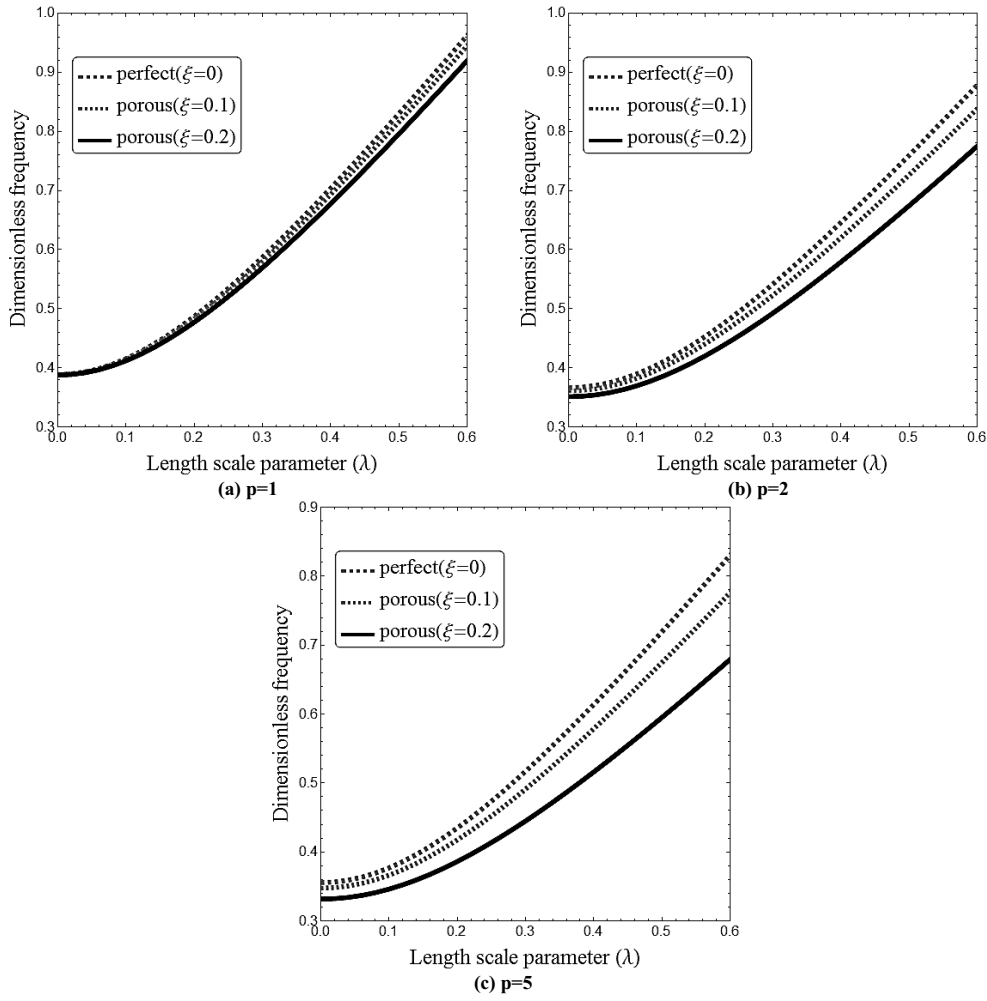 1.0
0.9
0.8
0.7
0.6
0.5
0.4
0.3
Dimensionless frequency
perfect(ξ=0)
porous(ξ=0.1)
porous(ξ=0.2)
0.0 0.1 0.2 0.3 0.4 0.5 0.6
Length scale parameter (λ)
(a) p=1
1.0
0.9
0.8
0.7
0.6
0.5
0.4
0.3
Dimensionless frequency
perfect(ξ=0)
porous(ξ=0.1)
porous(ξ=0.2)
0.0 0.1 0.2 0.3 0.4 0.5 0.6
Length scale parameter (λ)
(b) p=2
0.9
0.8
0.7
0.6
0.5
0.4
0.3
Dimensionless frequency
perfect(ξ=0)
porous(ξ=0.1)
porous(ξ=0.2)
0.0 0.1 0.2 0.3 0.4 0.5 0.6
Length scale parameter (λ)
(c) p=5